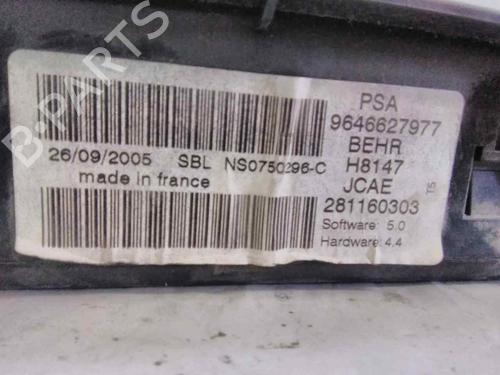 PSA
9646627977
BEHR
26/09/2005 SBL NS0750296-C
H8147
made in france
JCAE
281160303
T5
Software: 5.0
Hardware: 4.4
B-PARTS